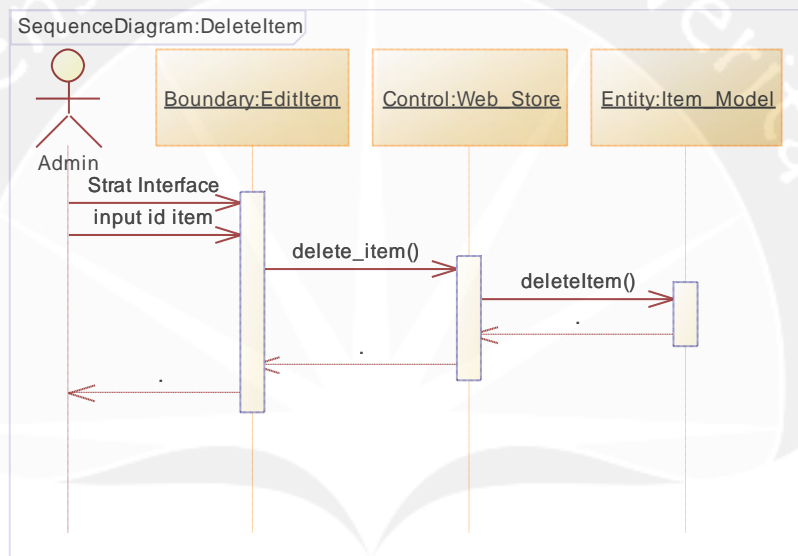 SequenceDiagram:DeleteItem
Boundary:EditItem
Control:Web_Store
Entity:Item_Model
Admin
Strat Interface
input id item
delete_item()
deleteItem()
.
.
.